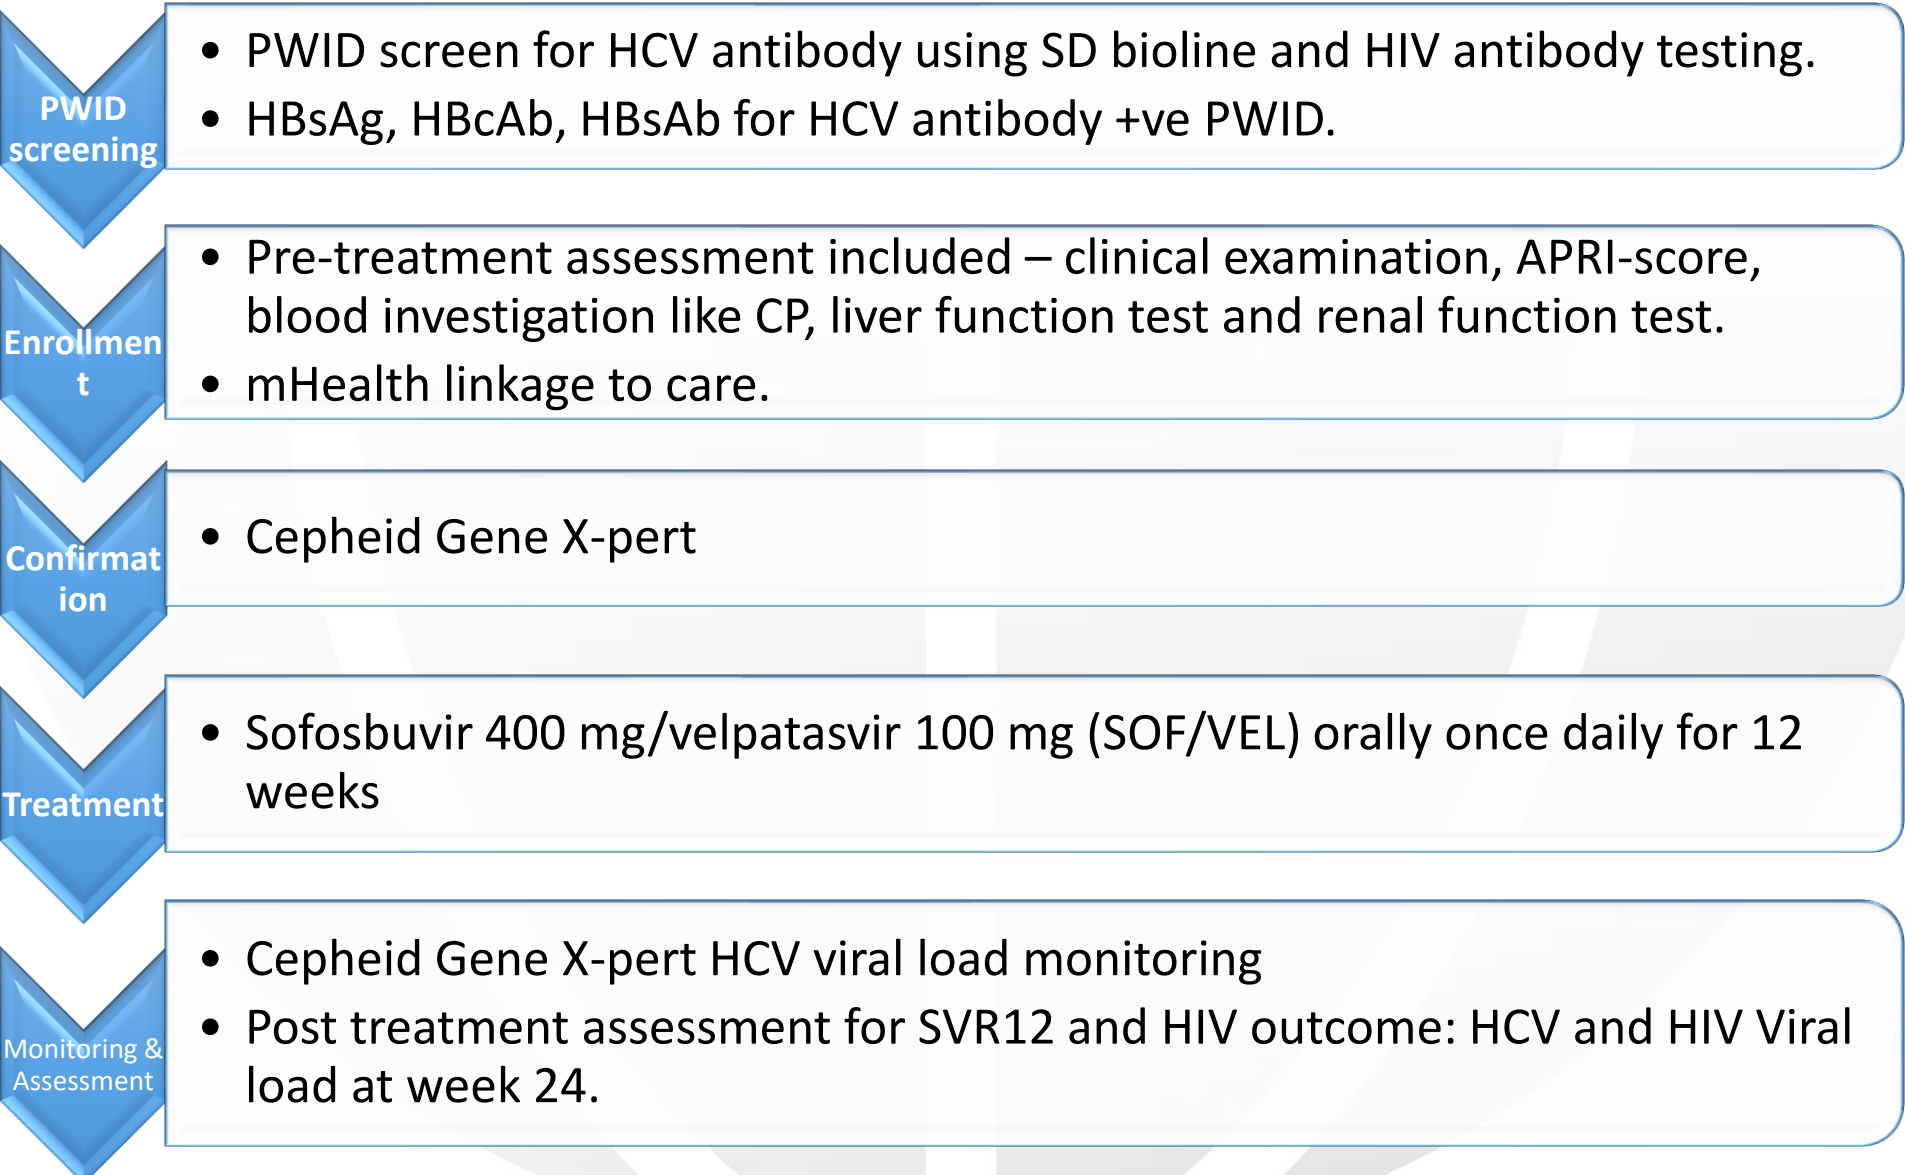 PWID
screening
• PWID screen for HCV antibody using SD bioline and HIV antibody testing.
• HBsAg, HBcAb, HBsAb for HCV antibody +ve PWID.
Enrollmen
t
• Pre-treatment assessment included – clinical examination, APRI-score,
blood investigation like CP, liver function test and renal function test.
• mHealth linkage to care.
Confirmat
ion
• Cepheid Gene X-pert
Treatment
• Sofosbuvir 400 mg/velpatasvir 100 mg (SOF/VEL) orally once daily for 12
weeks
Monitoring &
Assessment
• Cepheid Gene X-pert HCV viral load monitoring
• Post treatment assessment for SVR12 and HIV outcome: HCV and HIV Viral
load at week 24.